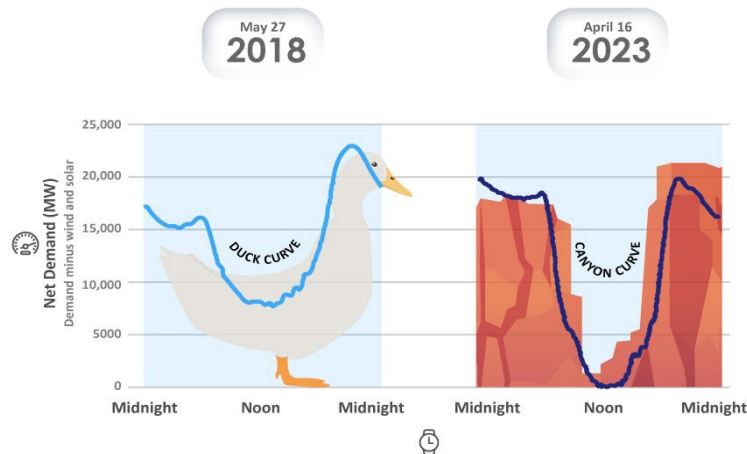 May 27
2018
April 16
2023
Net Demand (MW)
Demand minus wind and solar
25,000
20,000
15,000
10,000
5000
0
DUCK CURVE
CANYON CURVE
Midnight
Noon
Midnight
Midnight
Noon
Midnight